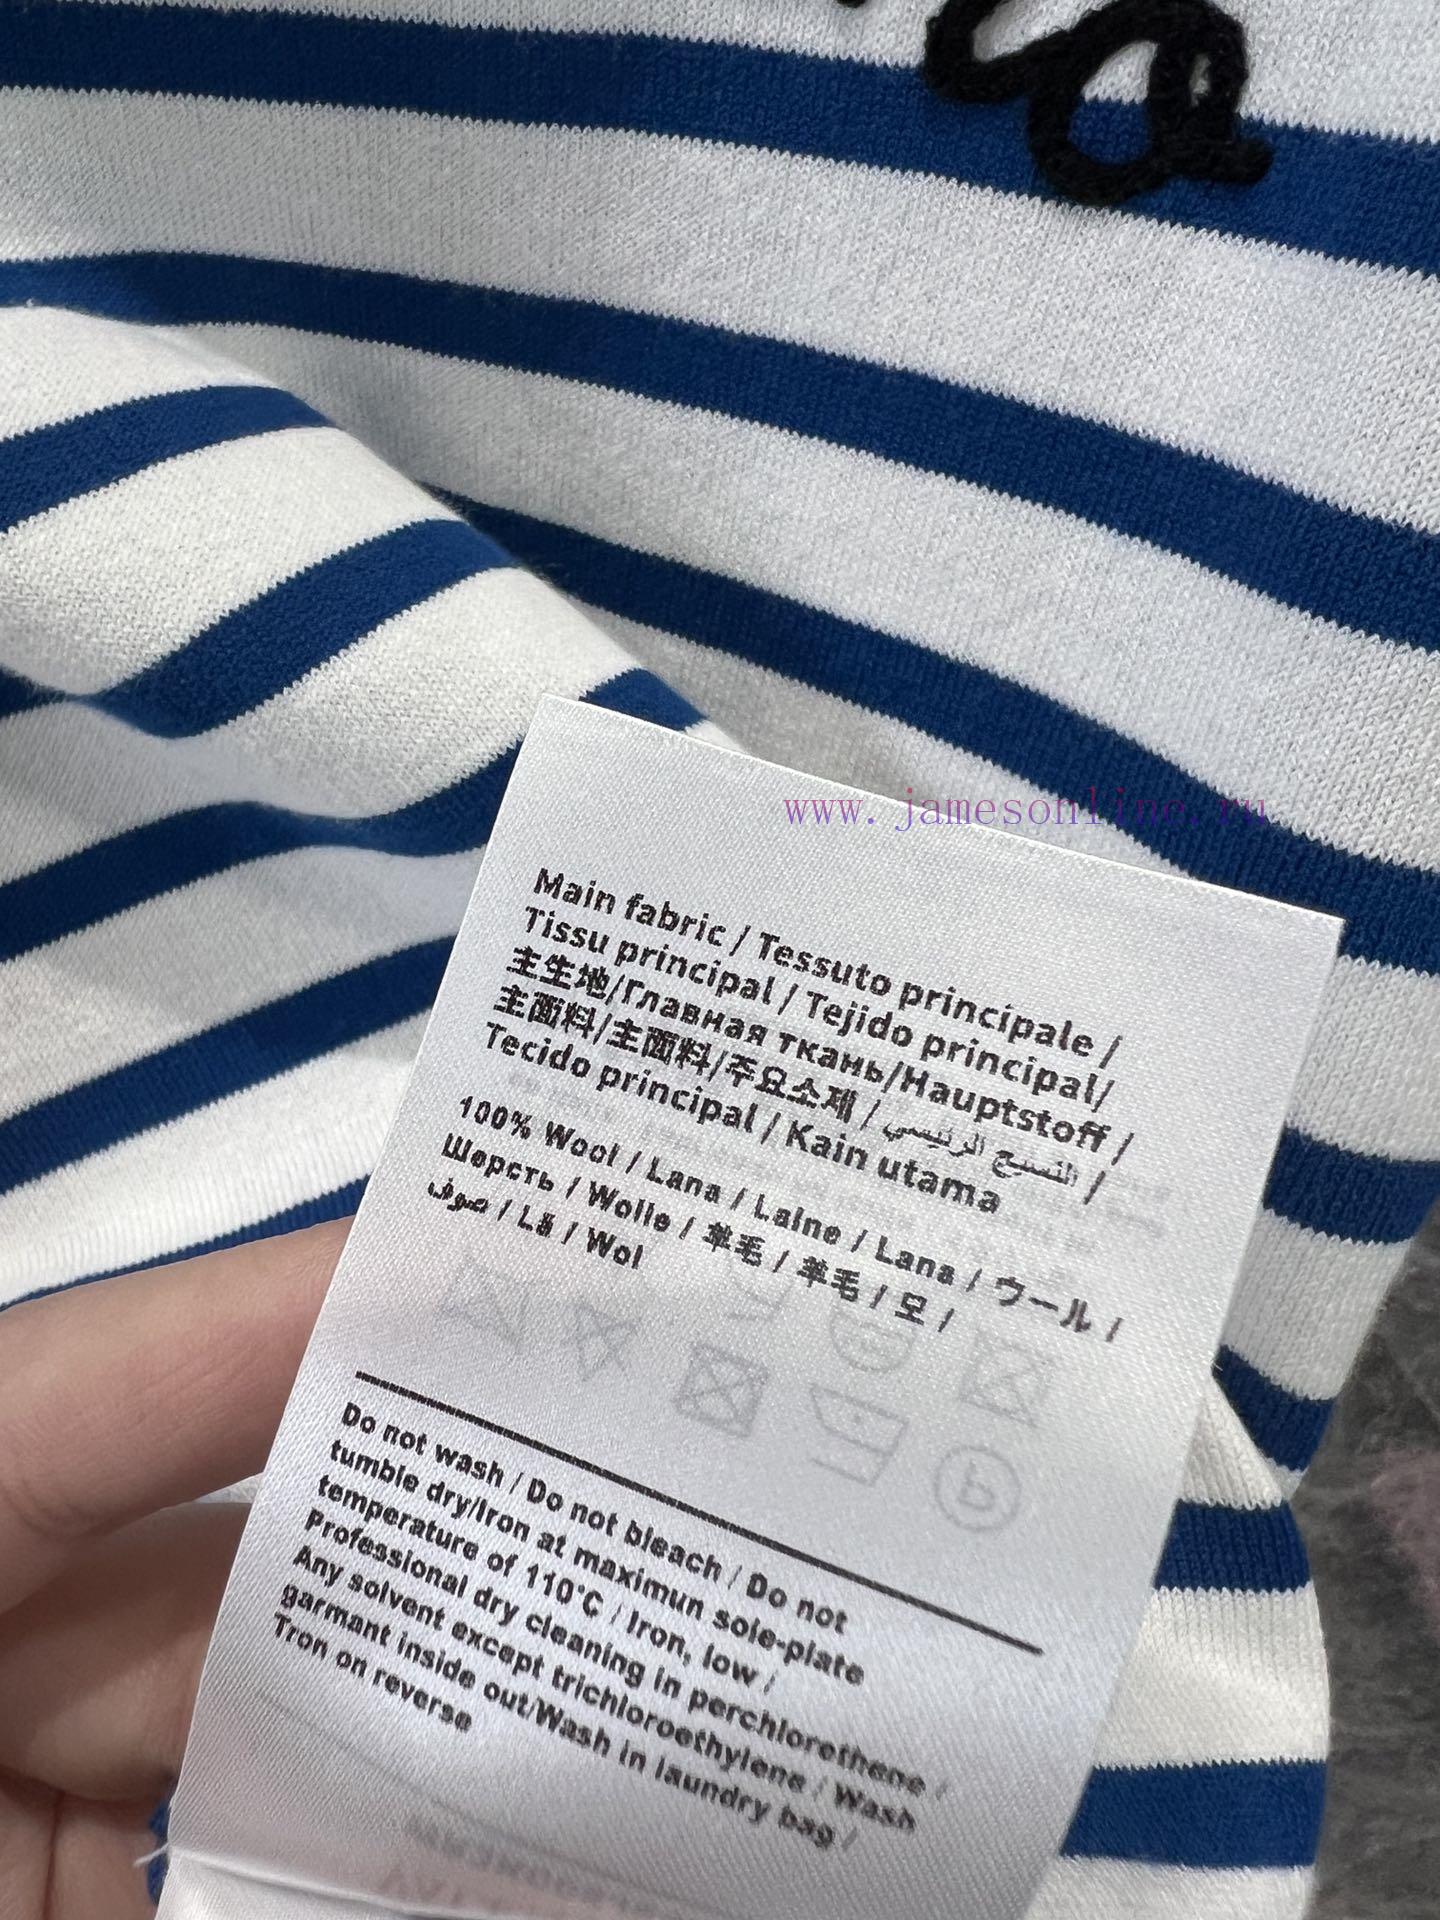 www.jamesonline.ru
Main fabric / Tessuto principale /
Tissu principal / Tejido principal/
主生地/Главная ткань/Hauptstoff /
主面料/主面料/주요소재 / النسيج الرئيسي /
Tecido principal / Kain utama
100% Wool / Lana / Laine / Lana / ウール /
Шерсть / Wolle / 羊毛 / 羊毛 / 모 /
صوف / Lã / Wol
Do not wash / Do not bleach / Do not
tumble dry/Iron at maximun sole-plate
temperature of 110°C / Iron, low /
Professional dry cleaning in perchlorethene /
Any solvent except trichloroethylene / Wash
garmant inside out/Wash in laundry bag /
Tron on reverse